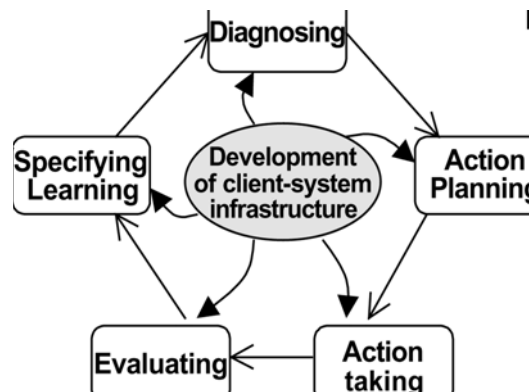 Diagnosing
Specifying
Learning
Development
of client-system
infrastructure
Action
Planning
Evaluating
Action
taking